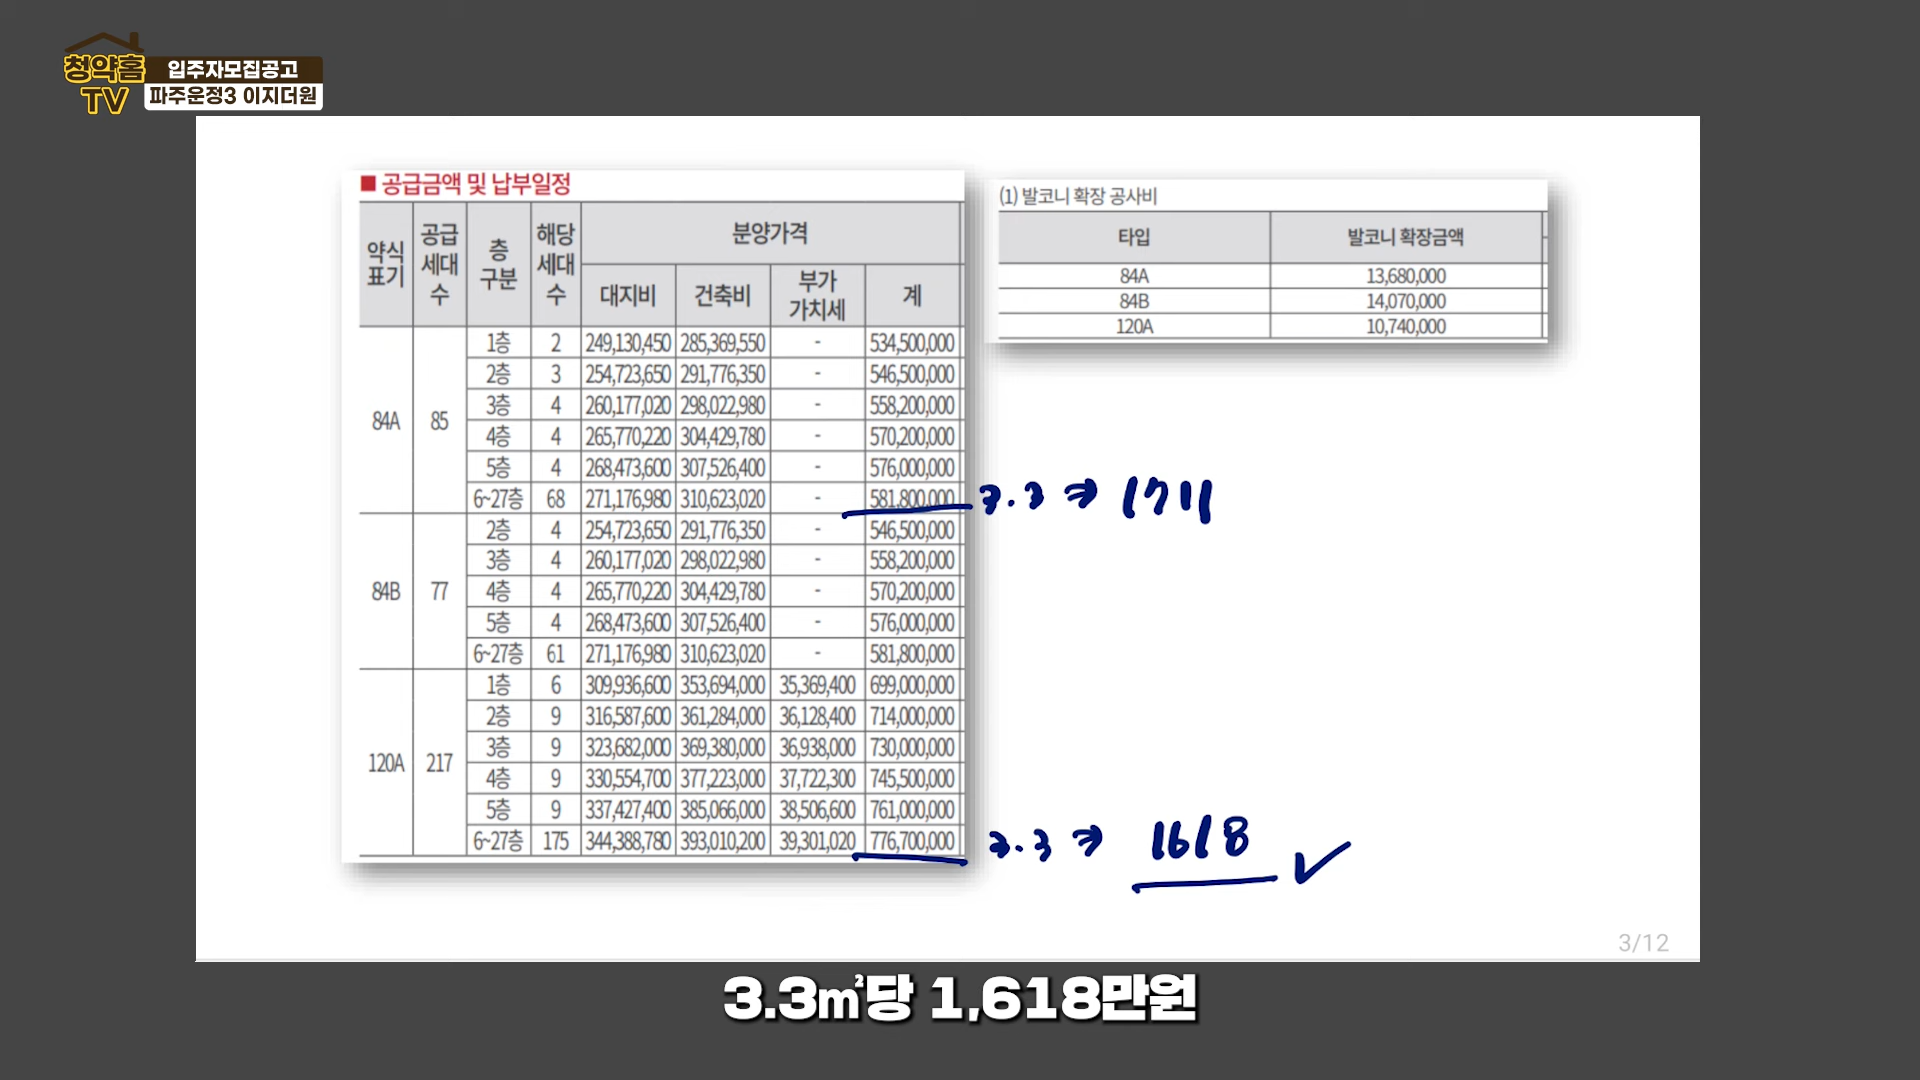 청약홈
TV
입주자모집공고
파주운정3 이지더원
■ 공급금액 및 납부일정
약식표기 공급세대수 층구분 해당세대수 분양가격
대지비 건축비 부가가치세 계
84A 85
1층 2 249,130,450 285,369,550 - 534,500,000
2층 3 254,723,650 291,776,350 - 546,500,000
3층 4 260,177,020 298,022,980 - 558,200,000
4층 4 265,770,220 304,429,780 - 570,200,000
5층 4 268,473,600 307,526,400 - 576,000,000
6~27층 68 271,176,980 310,623,020 - 581,800,000
84B 77
2층 4 254,723,650 291,776,350 - 546,500,000
3층 4 260,177,020 298,022,980 - 558,200,000
4층 4 265,770,220 304,429,780 - 570,200,000
5층 4 268,473,600 307,526,400 - 576,000,000
6~27층 61 271,176,980 310,623,020 - 581,800,000
120A 217
1층 6 309,936,600 353,694,000 35,369,400 699,000,000
2층 9 316,587,600 361,284,000 36,128,400 714,000,000
3층 9 323,682,000 369,380,000 36,938,000 730,000,000
4층 9 330,554,700 377,223,000 37,722,300 745,500,000
5층 9 337,427,400 385,066,000 38,506,600 761,000,000
6~27층 175 344,388,780 393,010,200 39,301,020 776,700,000
(1) 발코니 확장 공사비
타입 발코니 확장금액
84A 13,680,000
84B 14,070,000
120A 10,740,000
3.3 ⇒ 1711
3.3 ⇒ 1618 ✓
3/12
3.3㎡당 1,618만원